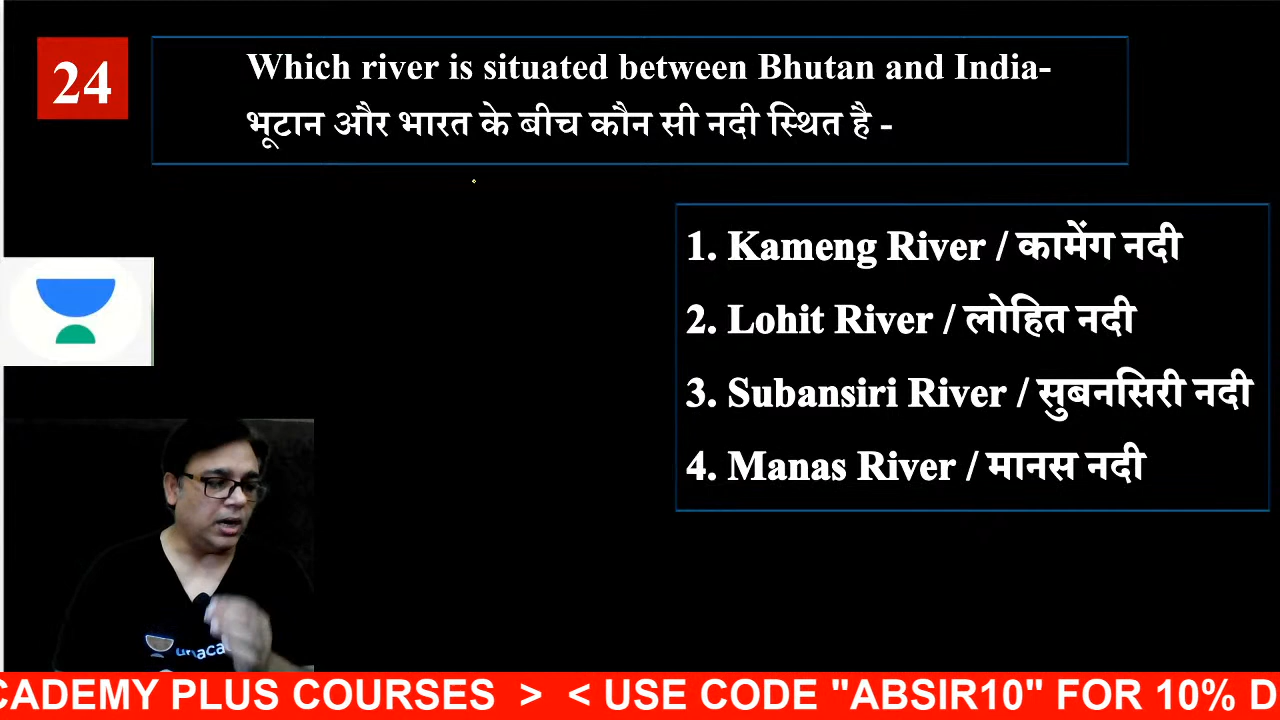 24
Which river is situated between Bhutan and India-
भूटान और भारत के बीच कौन सी नदी स्थित है -
1. Kameng River / कामेंग नदी
2. Lohit River / लोहित नदी
3. Subansiri River / सुबनसिरी नदी
4. Manas River / मानस नदी
CADEMY PLUS COURSES > < USE CODE "ABSIR10" FOR 10% D